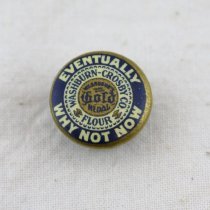 EVENTUALLY
WASHBURN-CROSBY CO.
Gold
MEDAL
FLOUR
WHY NOT NOW